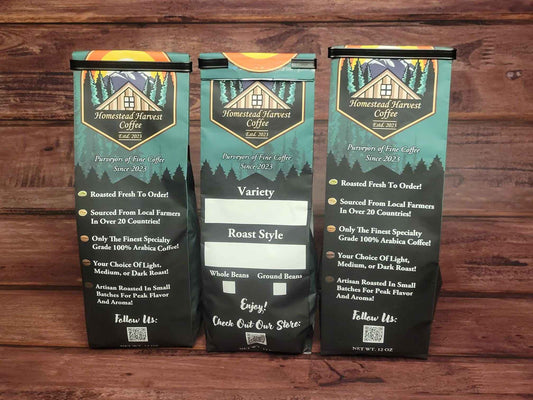 Homestead Harvest
Coffee
Estd. 2023
Purveyors of Fine Coffee
Since 2023
Roasted Fresh To Order!
Sourced From Local Farmers
In Over 20 Countries!
Only The Finest Specialty
Grade 100% Arabica Coffee!
Your Choice Of Light,
Medium, or Dark Roast!
Artisan Roasted In Small
Batches For Peak Flavor
And Aroma!
Follow Us:
NET WT. 12 OZ
Homestead Harvest
Coffee
Estd. 2023
Purveyors of Fine Coffee
Since 2023
Variety
Roast Style
Whole Beans
Ground Beans
Enjoy!
Check Out Our Store:
Homestead Harvest
Coffee
Estd. 2023
Purveyors of Fine Coffee
Since 2023
Roasted Fresh To Order!
Sourced From Local Farmers
In Over 20 Countries!
Only The Finest Specialty
Grade 100% Arabica Coffee!
Your Choice Of Light,
Medium, or Dark Roast!
Artisan Roasted In Small
Batches For Peak Flavor
And Aroma!
Follow Us:
NET WT. 12 OZ